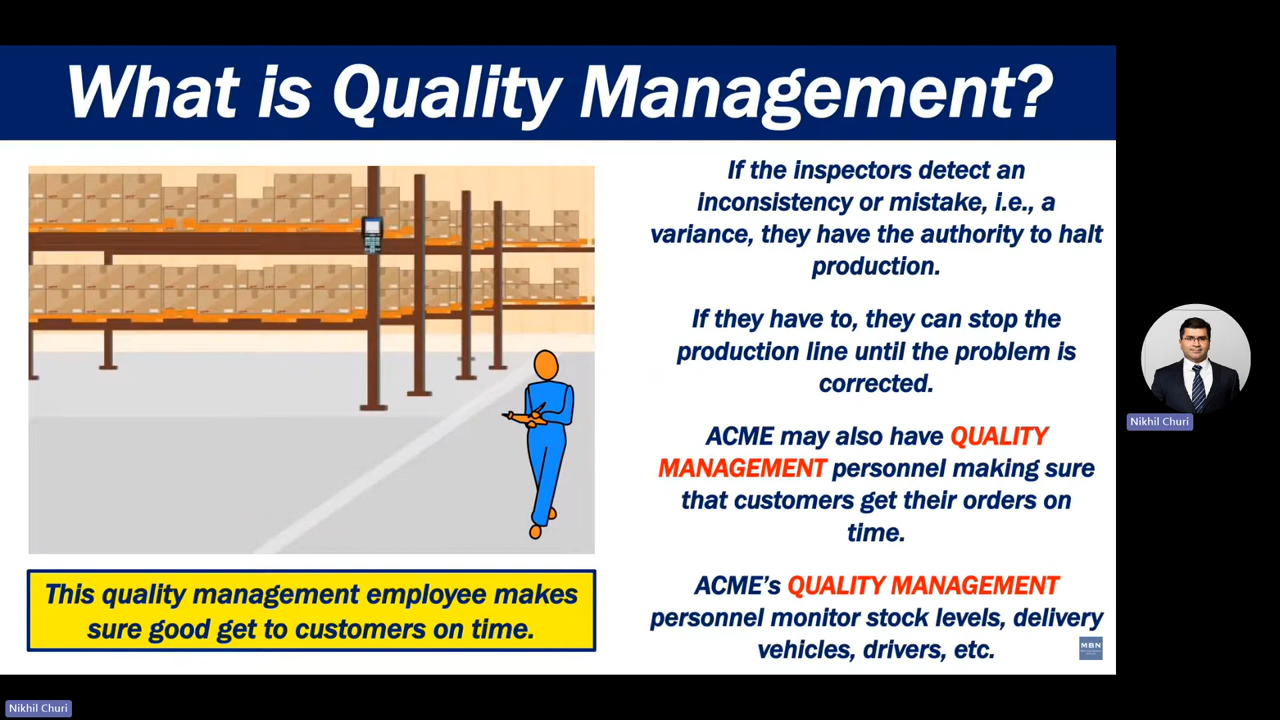 What is Quality Management?
If the inspectors detect an
inconsistency or mistake, i.e., a
variance, they have the authority to halt
production.
If they have to, they can stop the
production line until the problem is
corrected.
ACME may also have QUALITY
MANAGEMENT personnel making sure
that customers get their orders on
time.
ACME's QUALITY MANAGEMENT
personnel monitor stock levels, delivery
vehicles, drivers, etc.
This quality management employee makes
sure good get to customers on time.
MBN
Nikhil Churi
Nikhil Churi